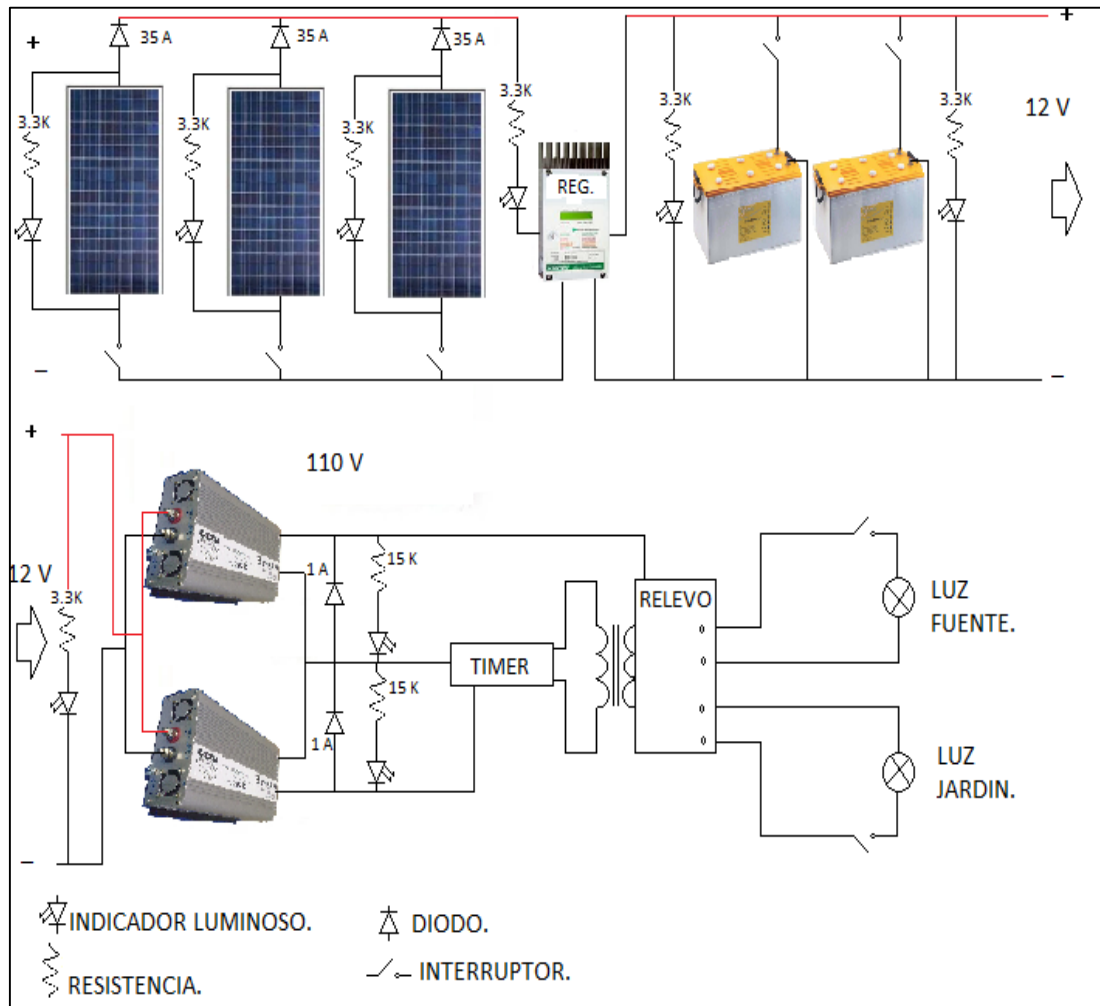 +
35 A
35 A
35 A
+
3.3K
3.3K
3.3K
3.3K
3.3K
3.3K
12 V
REG.
–
–
+
110 V
12 V
3.3K
1 A
15 K
RELEVO
LUZ
FUENTE.
TIMER
15 K
1 A
LUZ
JARDIN.
–
INDICADOR LUMINOSO.
DIODO.
RESISTENCIA.
INTERRUPTOR.